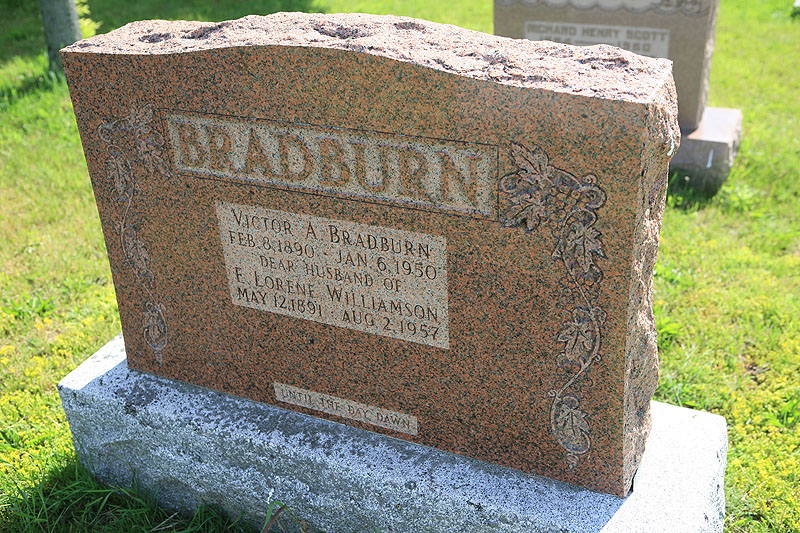 RICHARD HENRY SCOTT
BRADBURN
VICTOR A. BRADBURN
FEB. 8, 1890 - JAN. 6, 1950
DEAR HUSBAND OF
E. LORENE WILLIAMSON
MAY 12, 1891 - AUG. 2, 1957
UNTIL THE DAY DAWN